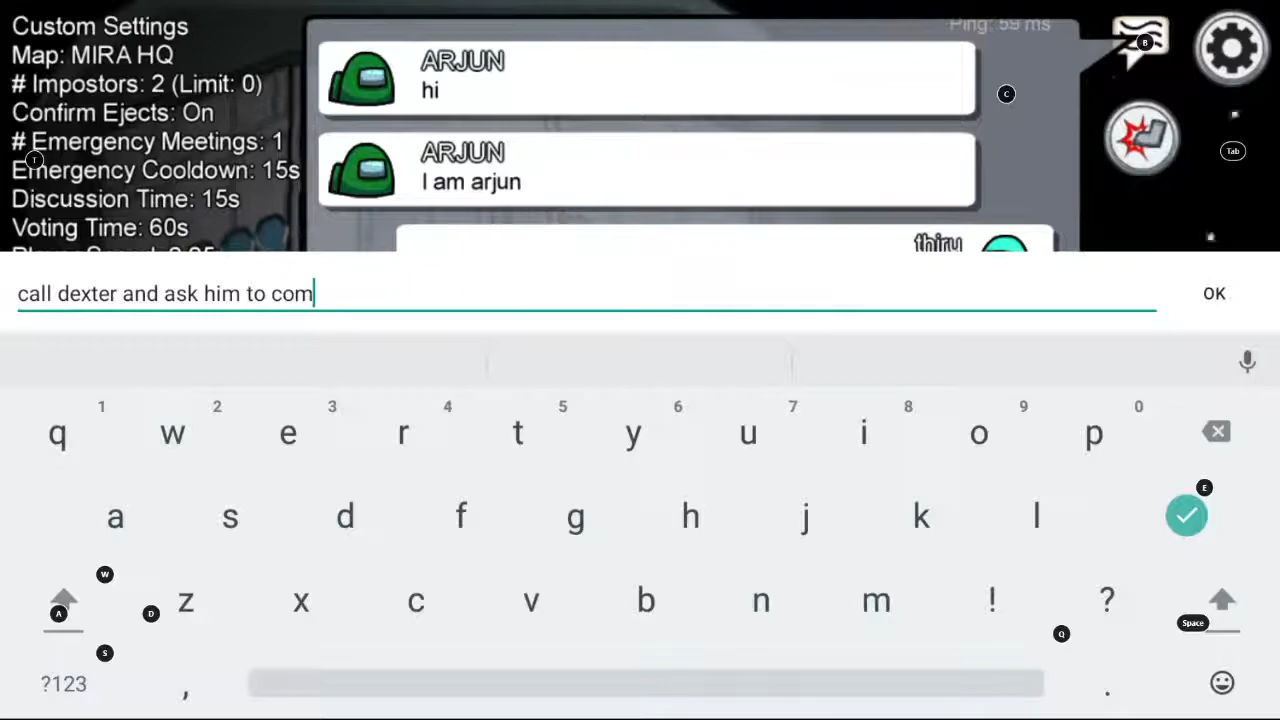 Custom Settings
Map: MIRA HQ
# Impostors: 2 (Limit: 0)
Confirm Ejects: On
# Emergency Meetings: 1
Emergency Cooldown: 15s
Discussion Time: 15s
Voting Time: 60s
Ping: 59 ms
ARJUN
hi
ARJUN
I am arjun
thiru
B
C
T
Tab
call dexter and ask him to com
OK
1 2 3 4 5 6 7 8 9 0
q w e r t y u i o p
a s d f g h j k l
E
W
A
D
z x c v b n m ! ?
Space
Q
S
?123 , .